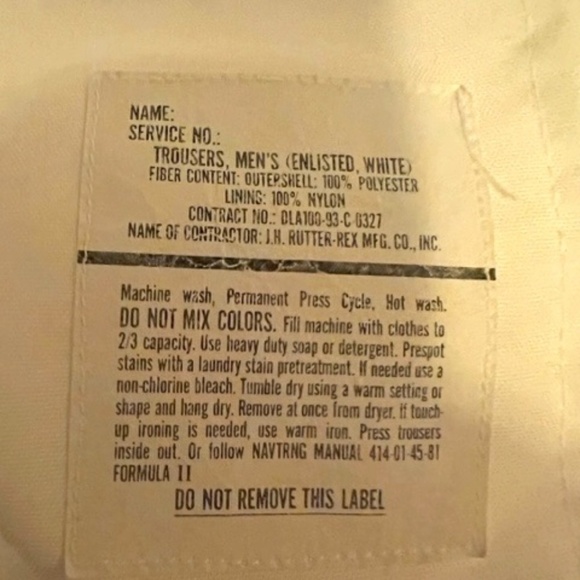 NAME:
SERVICE NO.:
TROUSERS, MEN'S (ENLISTED, WHITE)
FIBER CONTENT: OUTERSHELL: 100% POLYESTER
LINING: 100% NYLON
CONTRACT NO.: DLA100-93-C-0327
NAME OF CONTRACTOR: J.H. RUTTER-REX MFG. CO., INC.
Machine wash, Permanent Press Cycle, Hot wash.
DO NOT MIX COLORS. Fill machine with clothes to
2/3 capacity. Use heavy duty soap or detergent. Prespot
stains with a laundry stain pretreatment. If needed use a
non-chlorine bleach. Tumble dry using a warm setting or
shape and hang dry. Remove at once from dryer. If touch-
up ironing is needed, use warm iron. Press trousers
inside out. Or follow NAVTRNG MANUAL 414-01-45-81
FORMULA II
DO NOT REMOVE THIS LABEL